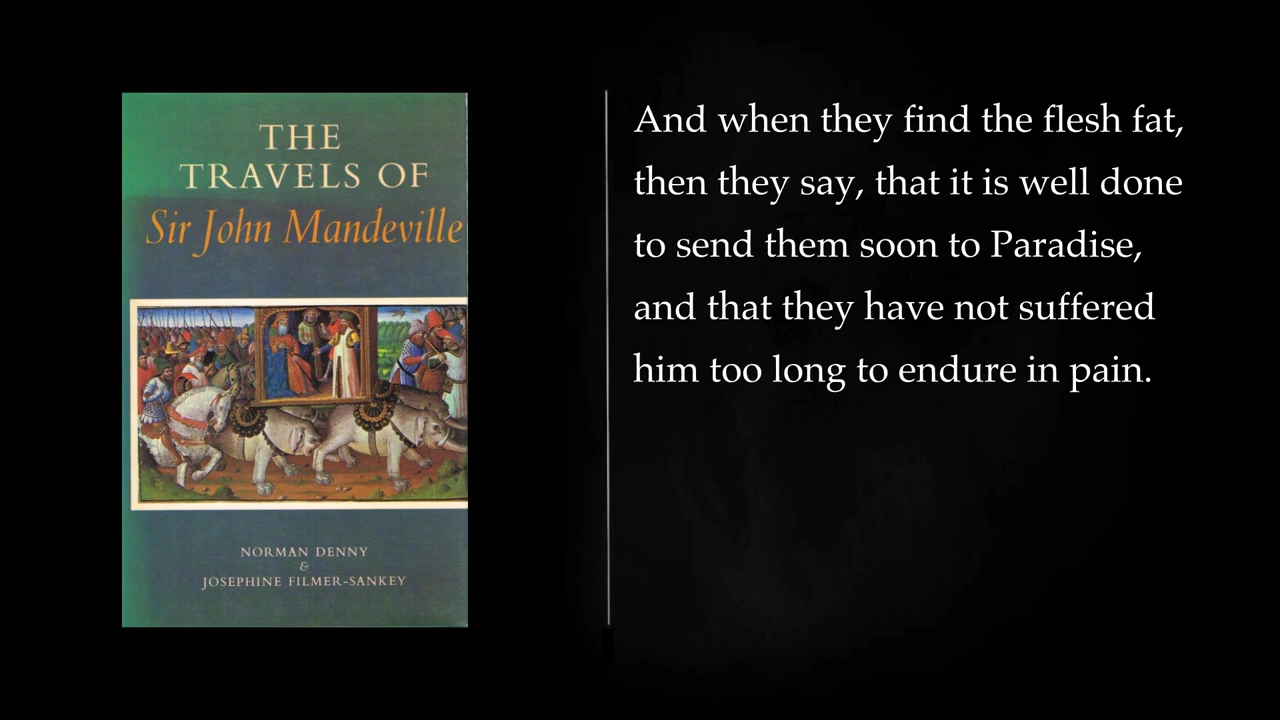 THE
TRAVELS OF
Sir John Mandeville
NORMAN DENNY
&
JOSEPHINE FILMER-SANKEY
And when they find the flesh fat,
then they say, that it is well done
to send them soon to Paradise,
and that they have not suffered
him too long to endure in pain.